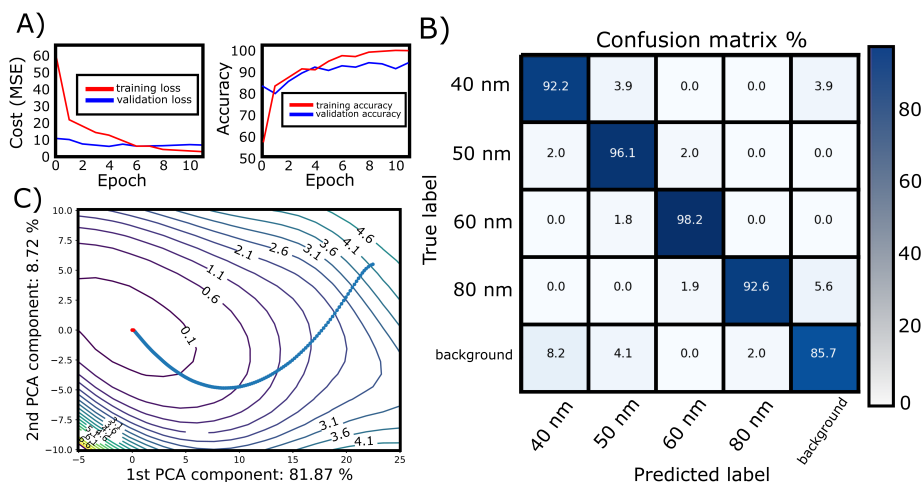 A)
60
50
40
30
20
10
0
Cost (MSE)
training loss
validation loss
0 2 4 6 8 10
Epoch
100
90
80
70
60
50
Accuracy
training accuracy
validation accuracy
0 2 4 6 8 10
Epoch
B)
Confusion matrix %
True label
40 nm 92.2 3.9 0.0 0.0 3.9
50 nm 2.0 96.1 2.0 0.0 0.0
60 nm 0.0 1.8 98.2 0.0 0.0
80 nm 0.0 0.0 1.9 92.6 5.6
background 8.2 4.1 0.0 2.0 85.7
40 nm 50 nm 60 nm 80 nm background
Predicted label
80
60
40
20
0
C)
10.0
7.5
5.0
2.5
0.0
−2.5
−5.0
−7.5
−10.0
2nd PCA component: 8.72 %
0.1
0.6
1.1
2.1
2.6
3.1
3.6
4.1
4.6
3.1
3.6
4.1
3.6
−5 0 5 10 15 20 25
1st PCA component: 81.87 %